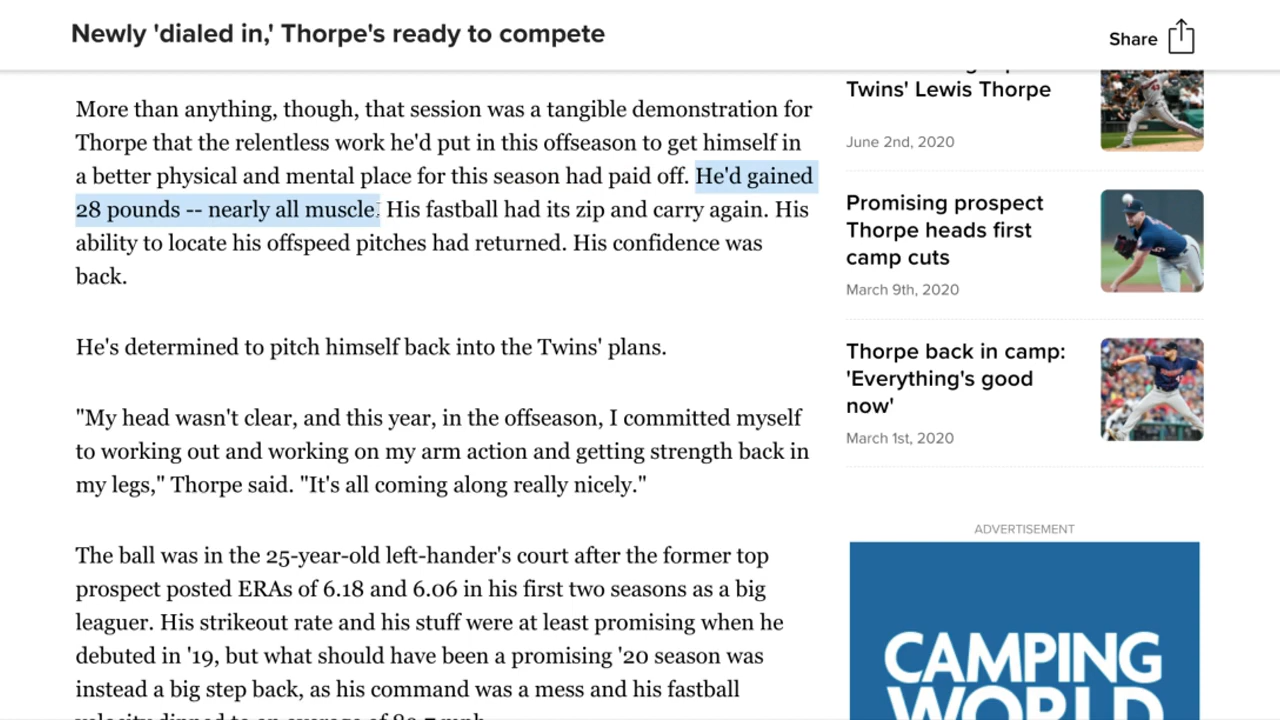 Newly 'dialed in,' Thorpe's ready to compete
Share
More than anything, though, that session was a tangible demonstration for
Thorpe that the relentless work he'd put in this offseason to get himself in
a better physical and mental place for this season had paid off. He'd gained
28 pounds -- nearly all muscle. His fastball had its zip and carry again. His
ability to locate his offspeed pitches had returned. His confidence was
back.
He's determined to pitch himself back into the Twins' plans.
"My head wasn't clear, and this year, in the offseason, I committed myself
to working out and working on my arm action and getting strength back in
my legs," Thorpe said. "It's all coming along really nicely."
The ball was in the 25-year-old left-hander's court after the former top
prospect posted ERAs of 6.18 and 6.06 in his first two seasons as a big
leaguer. His strikeout rate and his stuff were at least promising when he
debuted in '19, but what should have been a promising '20 season was
instead a big step back, as his command was a mess and his fastball
velocity dipped to an average of 89.7 mph
Twins' Lewis Thorpe
June 2nd, 2020
Promising prospect
Thorpe heads first
camp cuts
March 9th, 2020
Thorpe back in camp:
'Everything's good
now'
March 1st, 2020
ADVERTISEMENT
CAMPING
WORLD